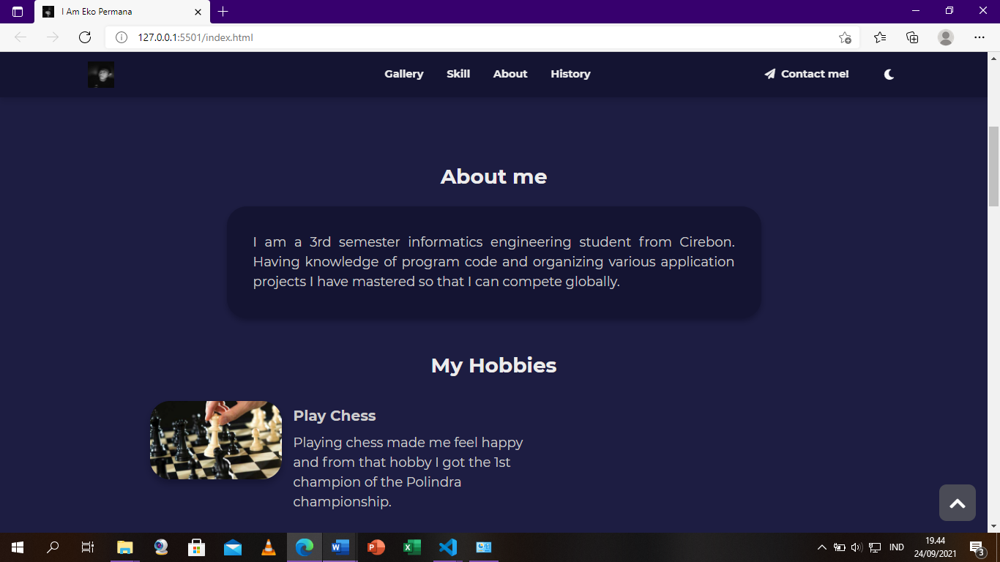 I Am Eko Permana
127.0.0.1:5501/index.html
Gallery Skill About History Contact me!
About me
I am a 3rd semester informatics engineering student from Cirebon.
Having knowledge of program code and organizing various application
projects I have mastered so that I can compete globally.
My Hobbies
Play Chess
Playing chess made me feel happy
and from that hobby I got the 1st
champion of the Polindra
championship.
IND
19.44
24/09/2021
3